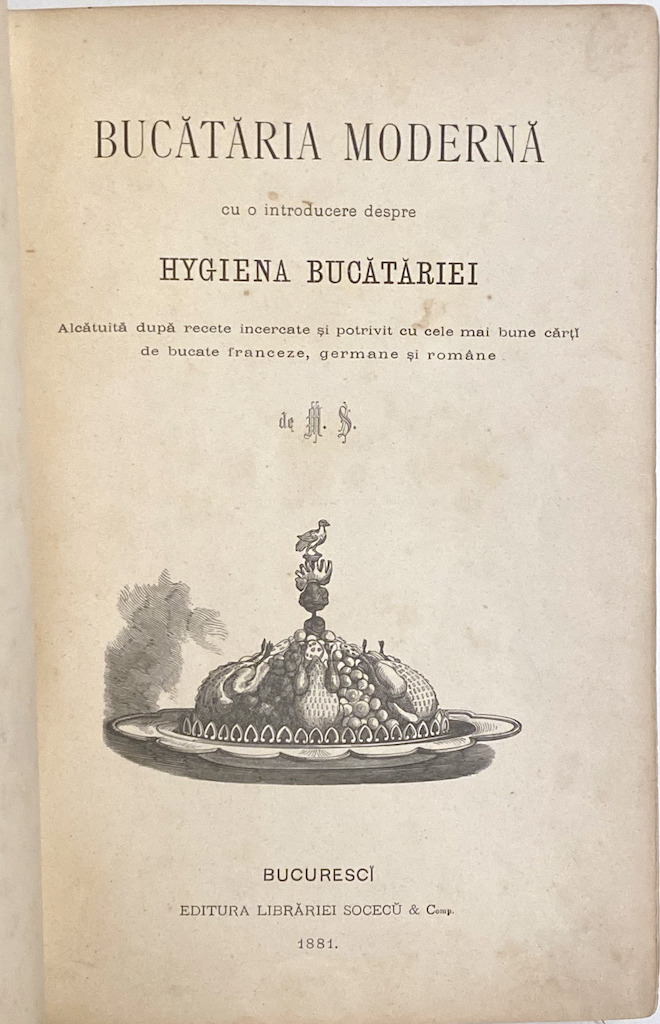 BUCĂTĂRIA MODERNĂ
cu o introducere despre
HYGIENA BUCĂTĂRIEI
Alcătuită după recete incercate și potrivit cu cele mai bune cărțĭ
de bucate franceze, germane și române
de M. S.
BUCURESCĬ
EDITURA LIBRĂRIEI SOCECŬ & Comp.
1881.